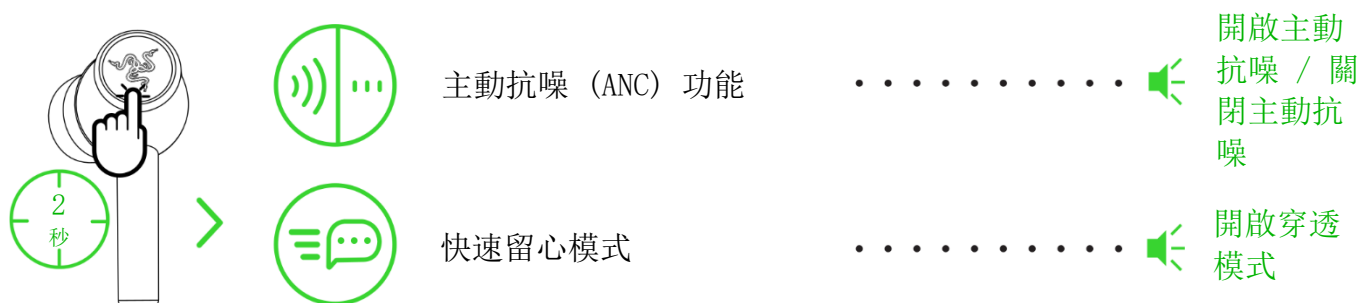 開啟主動
抗噪 / 關
閉主動抗
噪
主動抗噪 (ANC) 功能
2
秒
快速留心模式
開啟穿透
模式